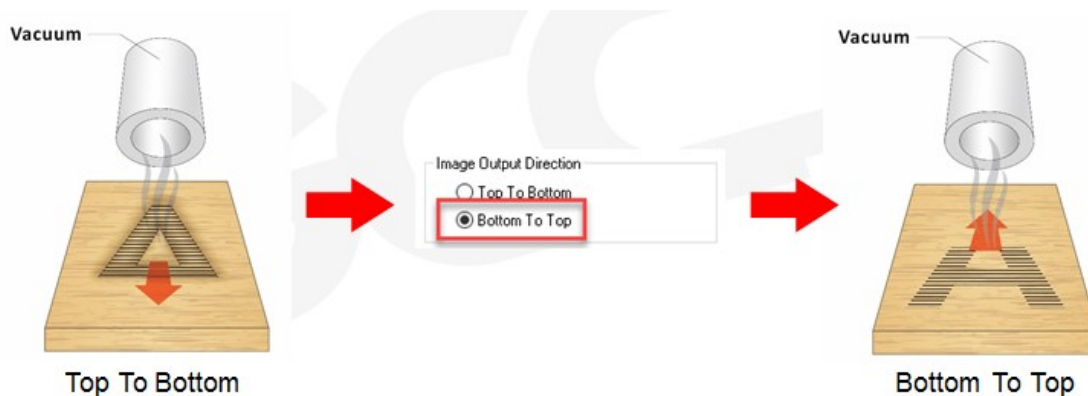 Vacuum
Vacuum
Image Output Direction
Top To Bottom
Bottom To Top
Top To Bottom
Bottom To Top